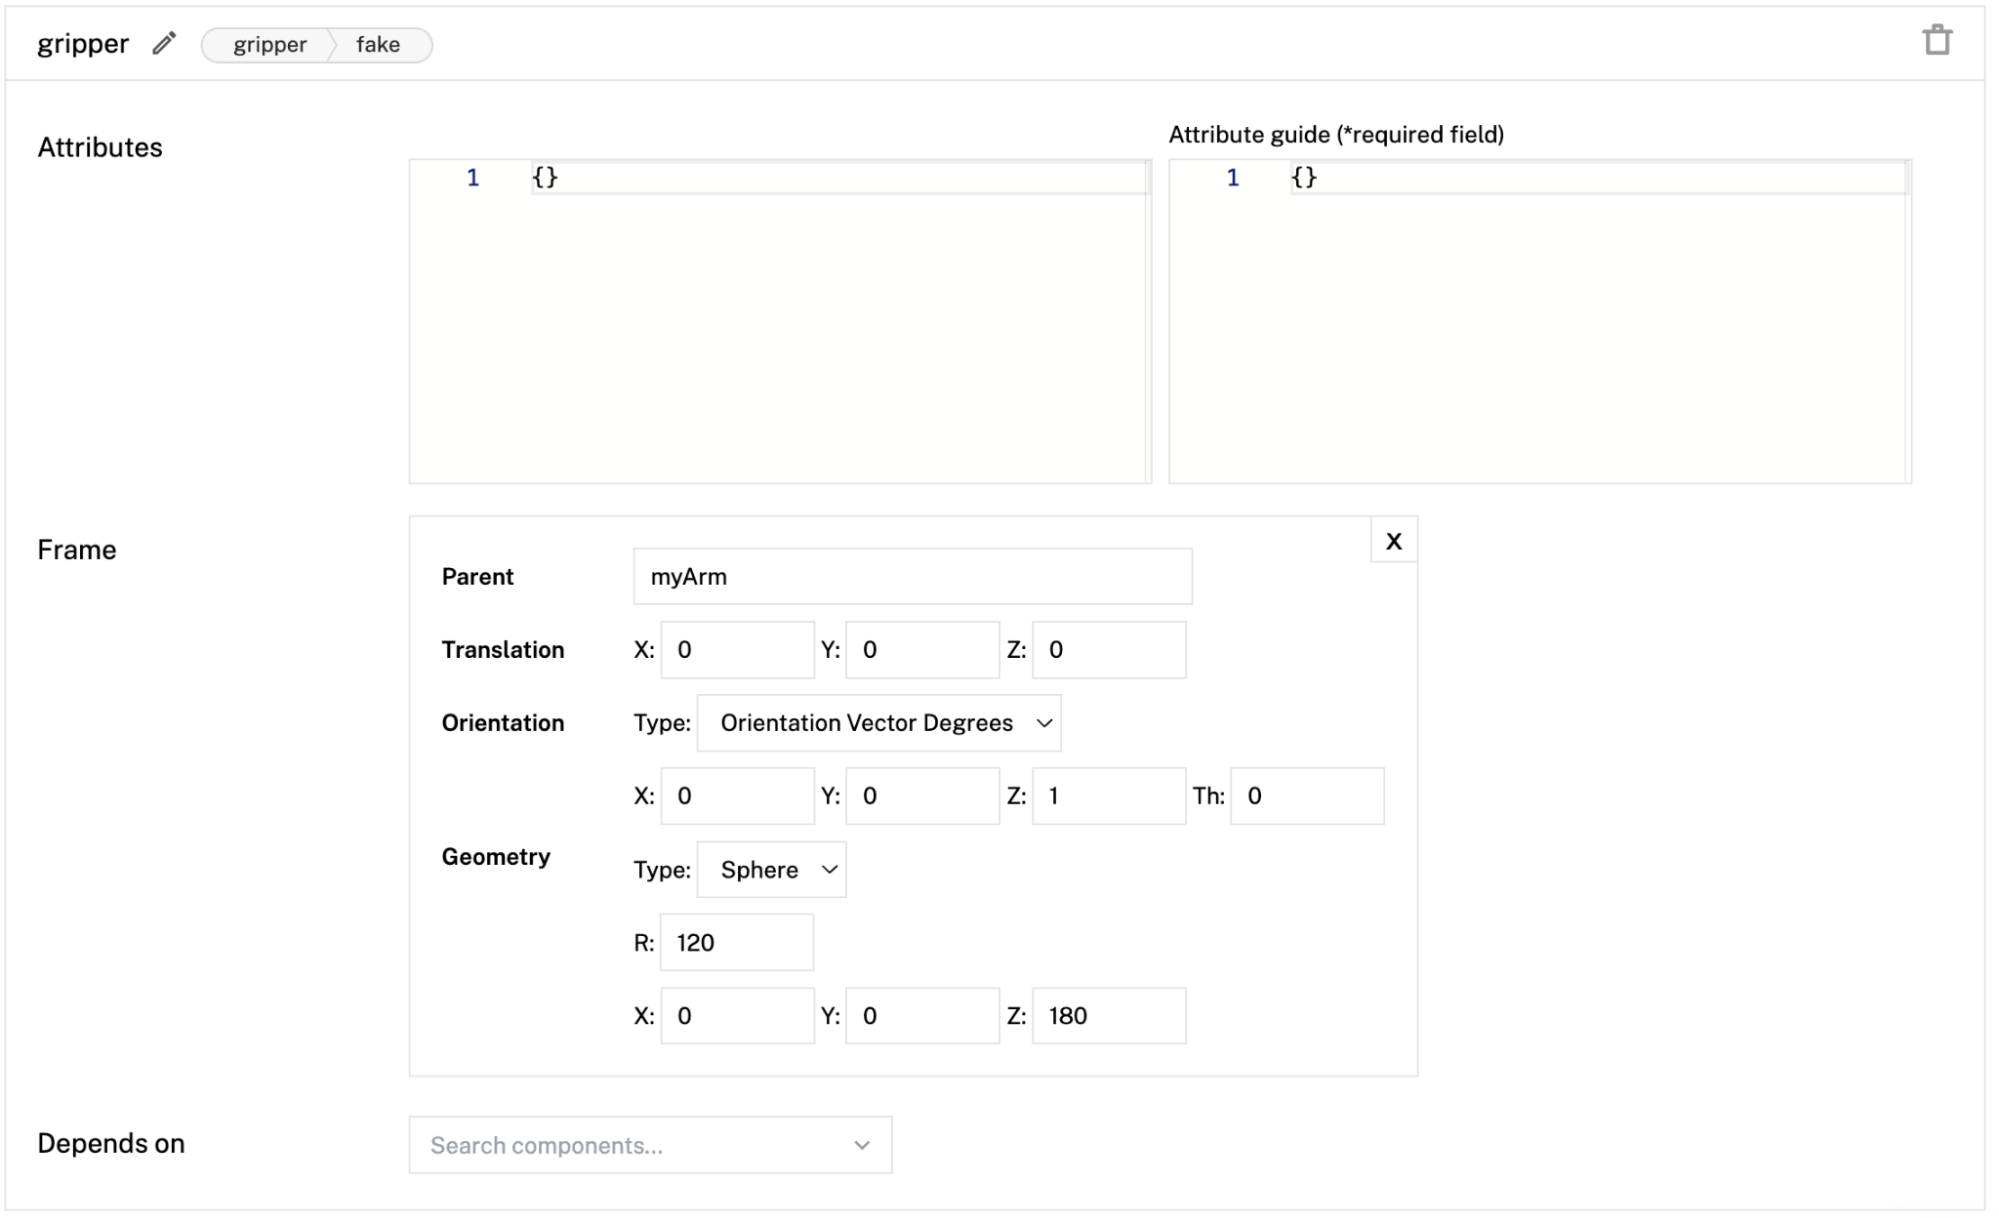 gripper gripper fake
Attributes
Attribute guide (*required field)
1 {}
1 {}
Frame
X
Parent myArm
Translation X: 0 Y: 0 Z: 0
Orientation Type: Orientation Vector Degrees
X: 0 Y: 0 Z: 1 Th: 0
Geometry Type: Sphere
R: 120
X: 0 Y: 0 Z: 180
Depends on Search components...